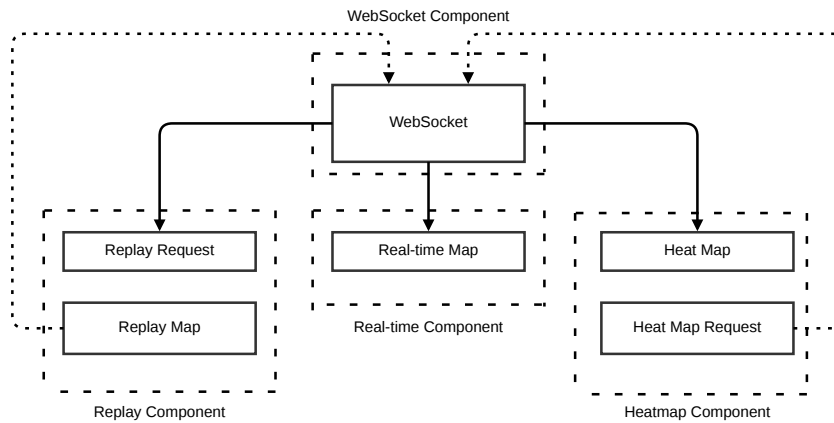 WebSocket Component
WebSocket
Replay Request
Real-time Map
Heat Map
Replay Map
Real-time Component
Heat Map Request
Replay Component
Heatmap Component